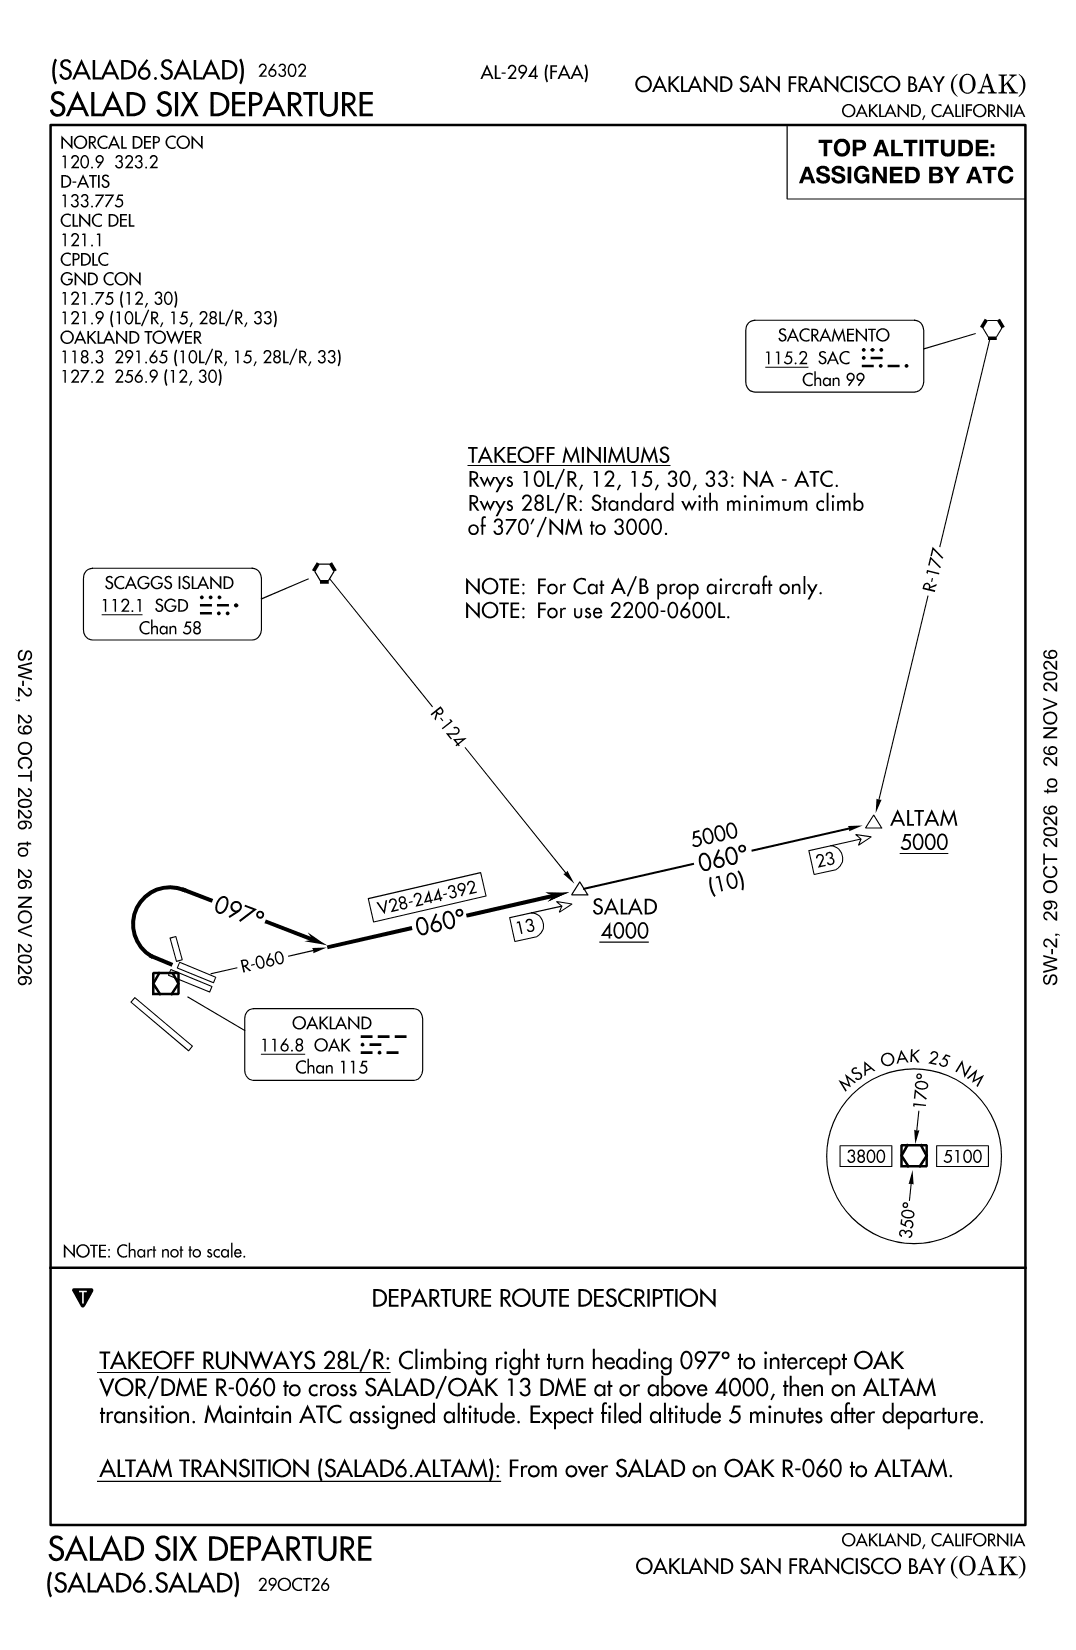 (SALAD6.SALAD) 26302
SALAD SIX DEPARTURE
AL-294 (FAA)
OAKLAND SAN FRANCISCO BAY (OAK)
OAKLAND, CALIFORNIA
NORCAL DEP CON
120.9 323.2
D-ATIS
133.775
CLNC DEL
121.1
CPDLC
GND CON
121.75 (12, 30)
121.9 (10L/R, 15, 28L/R, 33)
OAKLAND TOWER
118.3 291.65 (10L/R, 15, 28L/R, 33)
127.2 256.9 (12, 30)
TOP ALTITUDE:
ASSIGNED BY ATC
SACRAMENTO
115.2 SAC
Chan 99
TAKEOFF MINIMUMS
Rwys 10L/R, 12, 15, 30, 33: NA - ATC.
Rwys 28L/R: Standard with minimum climb
of 370'/NM to 3000.
NOTE: For Cat A/B prop aircraft only.
NOTE: For use 2200-0600L.
R-177
SCAGGS ISLAND
112.1 SGD
Chan 58
R-124
SW-2, 29 OCT 2026 to 26 NOV 2026
SW-2, 29 OCT 2026 to 26 NOV 2026
ALTAM
5000
5000
060°
(10)
23
V28-244-392
060°
13
SALAD
4000
097°
R-060
OAKLAND
116.8 OAK
Chan 115
MSA OAK 25 NM
170°
3800
5100
350°
NOTE: Chart not to scale.
T
DEPARTURE ROUTE DESCRIPTION
TAKEOFF RUNWAYS 28L/R: Climbing right turn heading 097° to intercept OAK
VOR/DME R-060 to cross SALAD/OAK 13 DME at or above 4000, then on ALTAM
transition. Maintain ATC assigned altitude. Expect filed altitude 5 minutes after departure.
ALTAM TRANSITION (SALAD6.ALTAM): From over SALAD on OAK R-060 to ALTAM.
SALAD SIX DEPARTURE
(SALAD6.SALAD) 29OCT26
OAKLAND, CALIFORNIA
OAKLAND SAN FRANCISCO BAY (OAK)